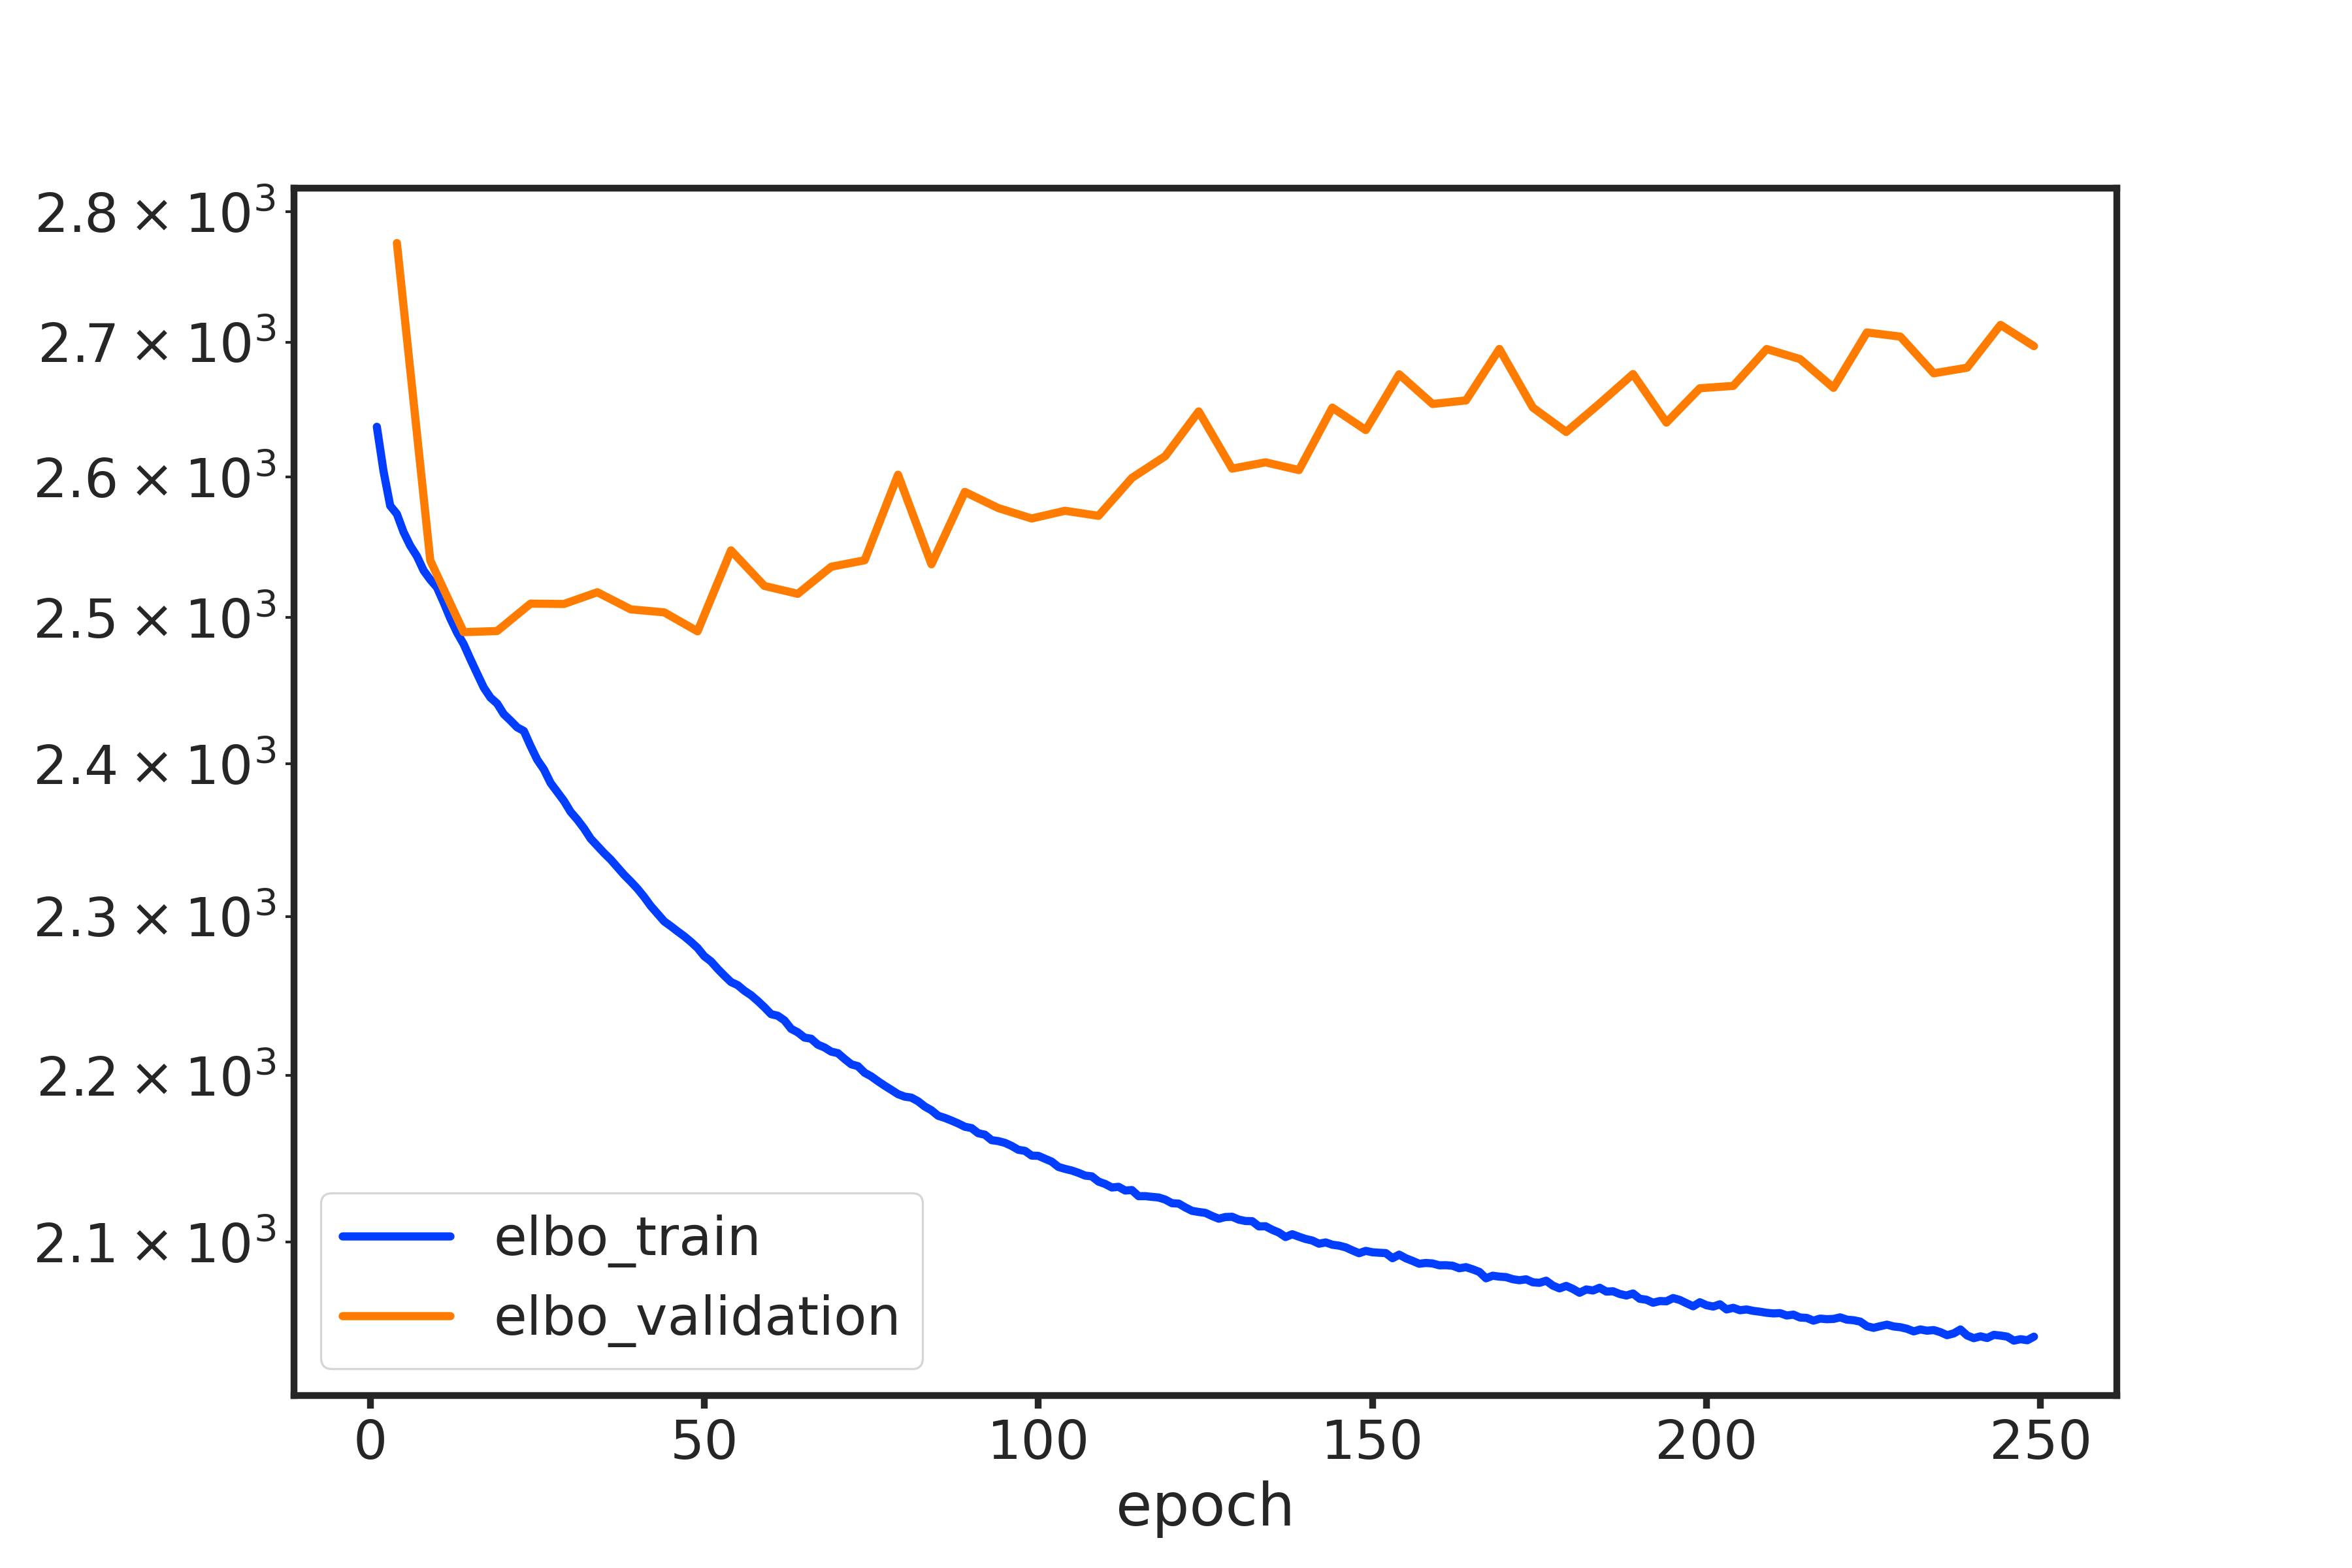 2.8 × 10³
2.7 × 10³
2.6 × 10³
2.5 × 10³
2.4 × 10³
2.3 × 10³
2.2 × 10³
2.1 × 10³
elbo_train
elbo_validation
0 50 100 150 200 250
epoch